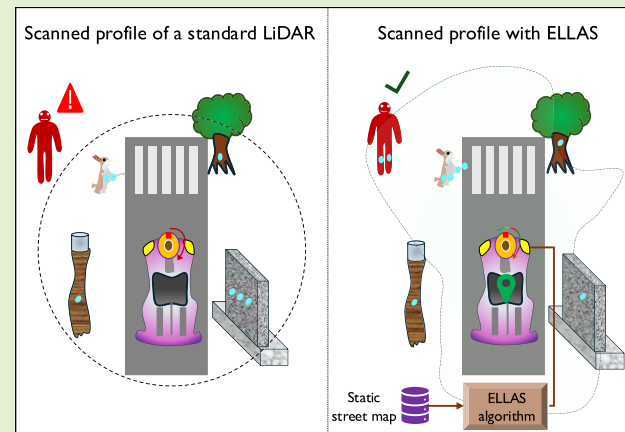 Scanned profile of a standard LiDAR
Scanned profile with ELLAS
Static
street map
ELLAS
algorithm